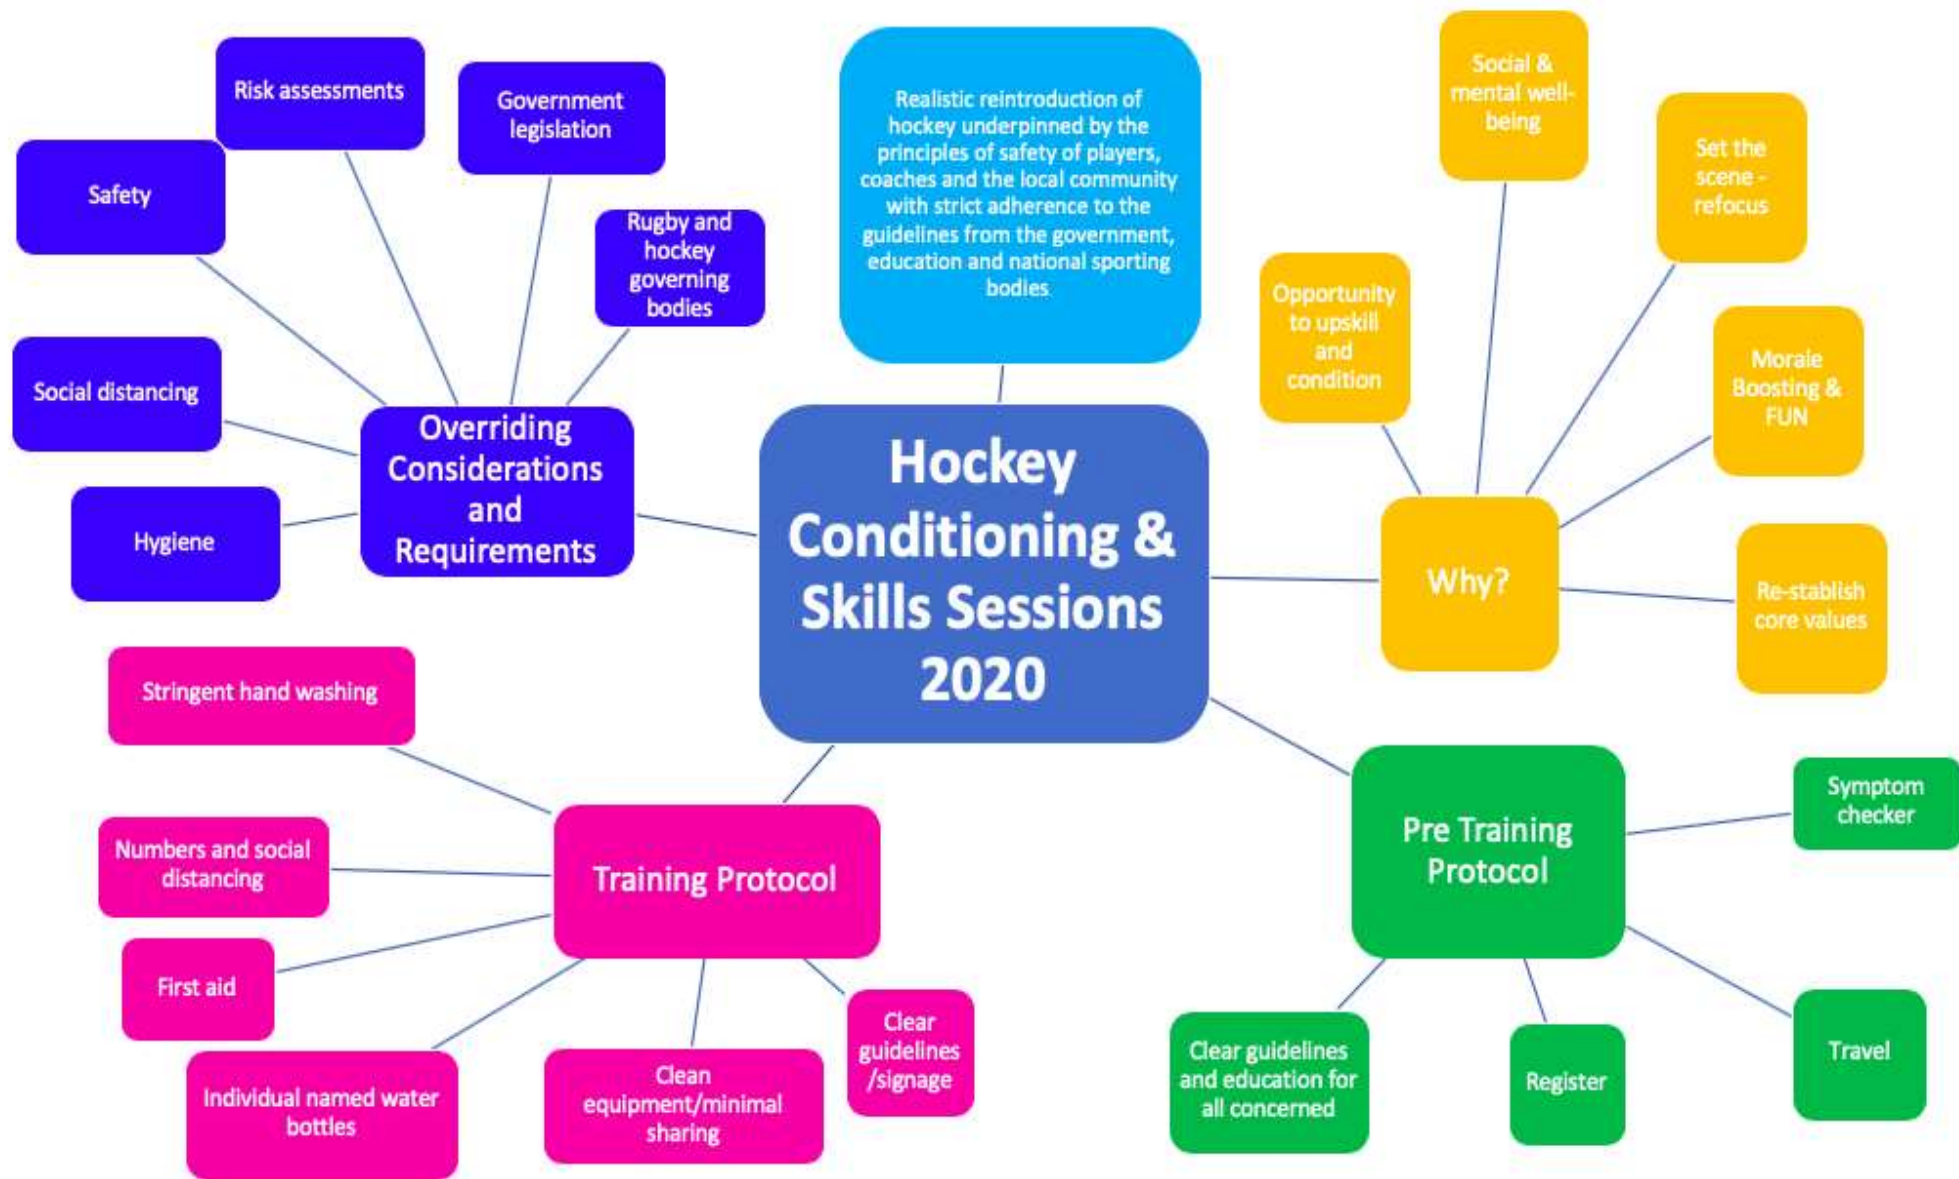 Risk assessments
Government
legislation
Safety
Rugby and
hockey
governing
bodies
Social distancing
Hygiene
Overriding
Considerations
and
Requirements
Realistic reintroduction of
hockey underpinned by the
principles of safety of players,
coaches and the local community
with strict adherence to the
guidelines from the government,
education and national sporting
bodies.
Hockey
Conditioning &
Skills Sessions
2020
Social &
mental well-
being
Set the
scene -
refocus
Opportunity
to upskill
and
condition
Morale
Boosting &
FUN
Why?
Re-stablish
core values
Stringent hand washing
Numbers and social
distancing
Training Protocol
First aid
Individual named water
bottles
Clean
equipment/minimal
sharing
Clear
guidelines
/signage
Pre Training
Protocol
Symptom
checker
Clear guidelines
and education for
all concerned
Register
Travel